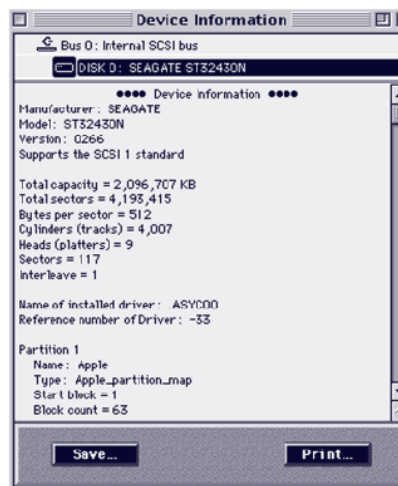 Device Information
Bus 0: Internal SCSI bus
DISK 0: SEAGATE ST32430N
●●●● Device Information ●●●●
Manufacturer: SEAGATE
Model: ST32430N
Version: 0266
Supports the SCSI 1 standard
Total capacity = 2,096,707 KB
Total sectors = 4,193,415
Bytes per sector = 512
Cylinders (tracks) = 4,007
Heads (platters) = 9
Sectors = 117
Interleave = 1
Name of installed driver: ASYC00
Reference number of Driver: -33
Partition 1
Name: Apple
Type: Apple_partition_map
Start block = 1
Block count = 63
Save...
Print...